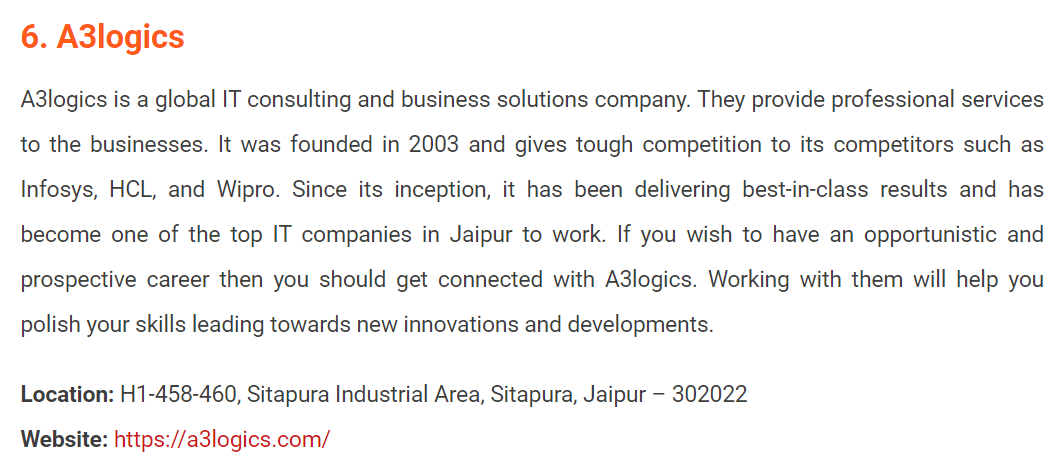 6. A3logics
A3logics is a global IT consulting and business solutions company. They provide professional services
to the businesses. It was founded in 2003 and gives tough competition to its competitors such as
Infosys, HCL, and Wipro. Since its inception, it has been delivering best-in-class results and has
become one of the top IT companies in Jaipur to work. If you wish to have an opportunistic and
prospective career then you should get connected with A3logics. Working with them will help you
polish your skills leading towards new innovations and developments.
Location: H1-458-460, Sitapura Industrial Area, Sitapura, Jaipur – 302022
Website: https://a3logics.com/